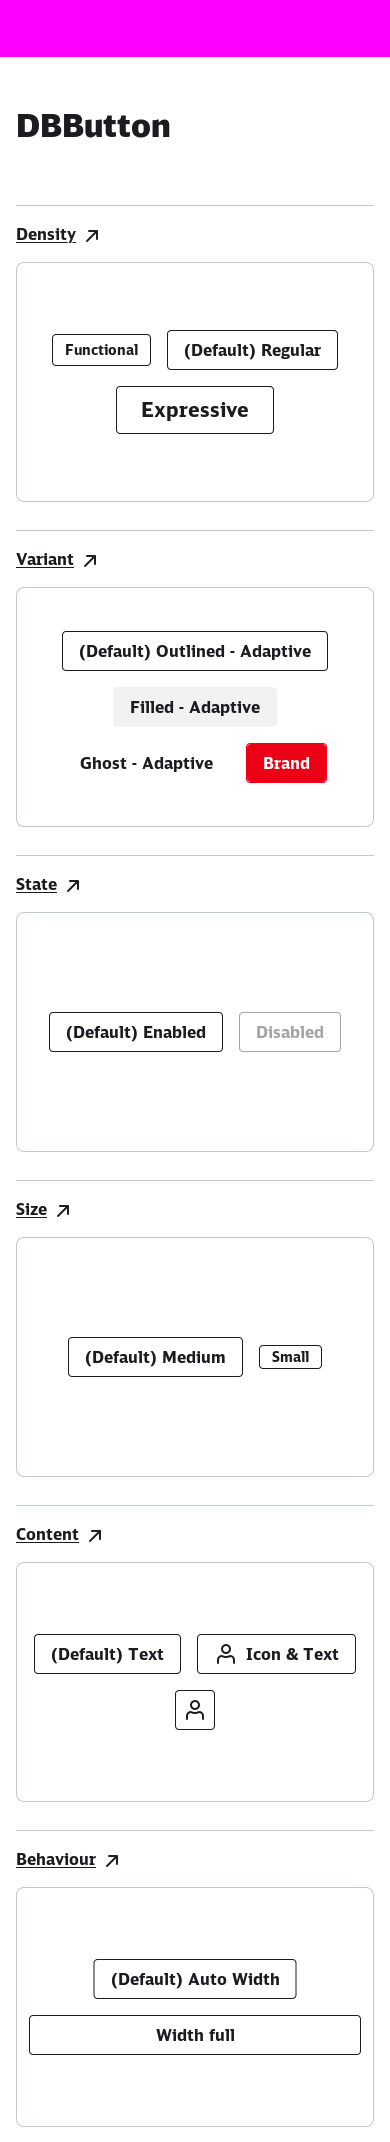 DBButton
Density
Functional
(Default) Regular
Expressive
Variant
(Default) Outlined - Adaptive
Filled - Adaptive
Ghost - Adaptive
Brand
State
(Default) Enabled
Disabled
Size
(Default) Medium
Small
Content
(Default) Text
Icon & Text
Behaviour
(Default) Auto Width
Width full